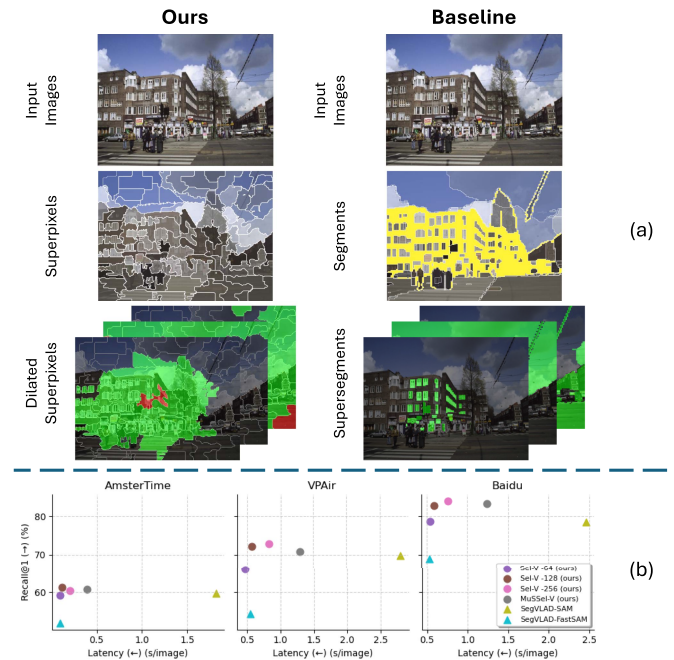 Ours
Baseline
Input
Images
Input
Images
Superpixels
Segments
(a)
Dilated
Superpixels
Supersegments
AmsterTime
VPAir
Baidu
Recall@1 (→) (%)
80
70
60
0.5 1.0 1.5
Latency (←) (s/image)
0.5 1.0 1.5 2.0 2.5
Latency (←) (s/image)
0.5 1.0 1.5 2.0 2.5
Latency (←) (s/image)
Sel-V -64 (ours)
Sel-V -128 (ours)
Sel-V -256 (ours)
MuSSel-V (ours)
SegVLAD-SAM
SegVLAD-FastSAM
(b)